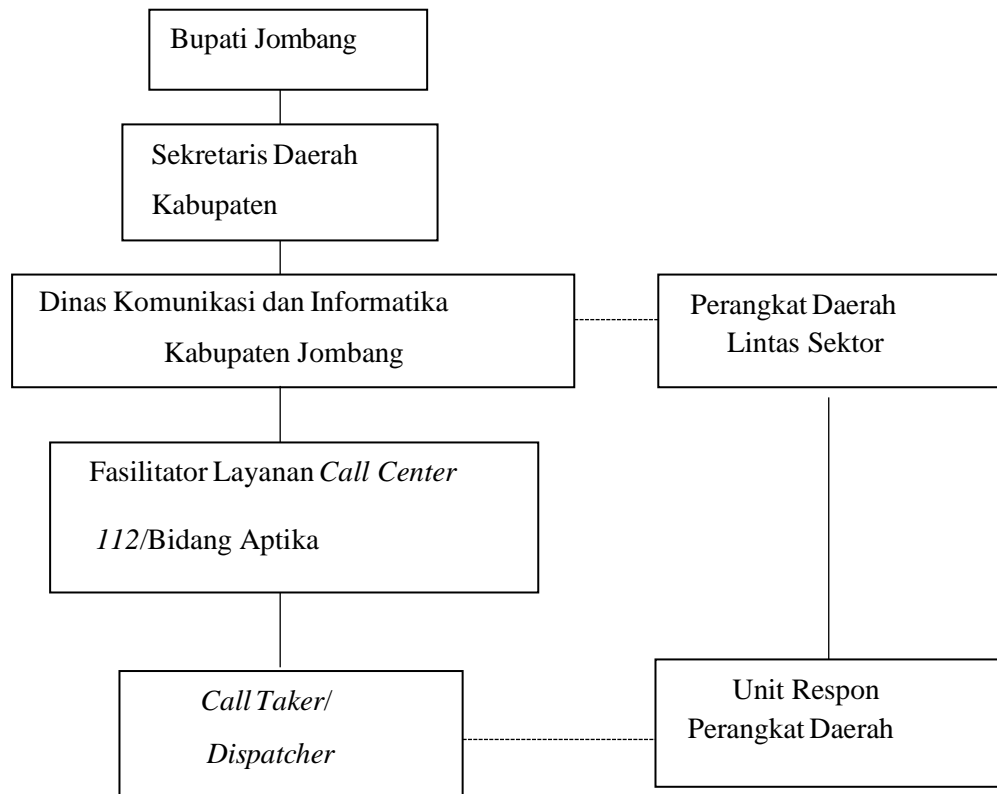 Bupati Jombang
Sekretaris Daerah
Kabupaten
Dinas Komunikasi dan Informatika
Kabupaten Jombang
Perangkat Daerah
Lintas Sektor
Fasilitator Layanan Call Center
112/Bidang Aptika
Call Taker/
Dispatcher
Unit Respon
Perangkat Daerah